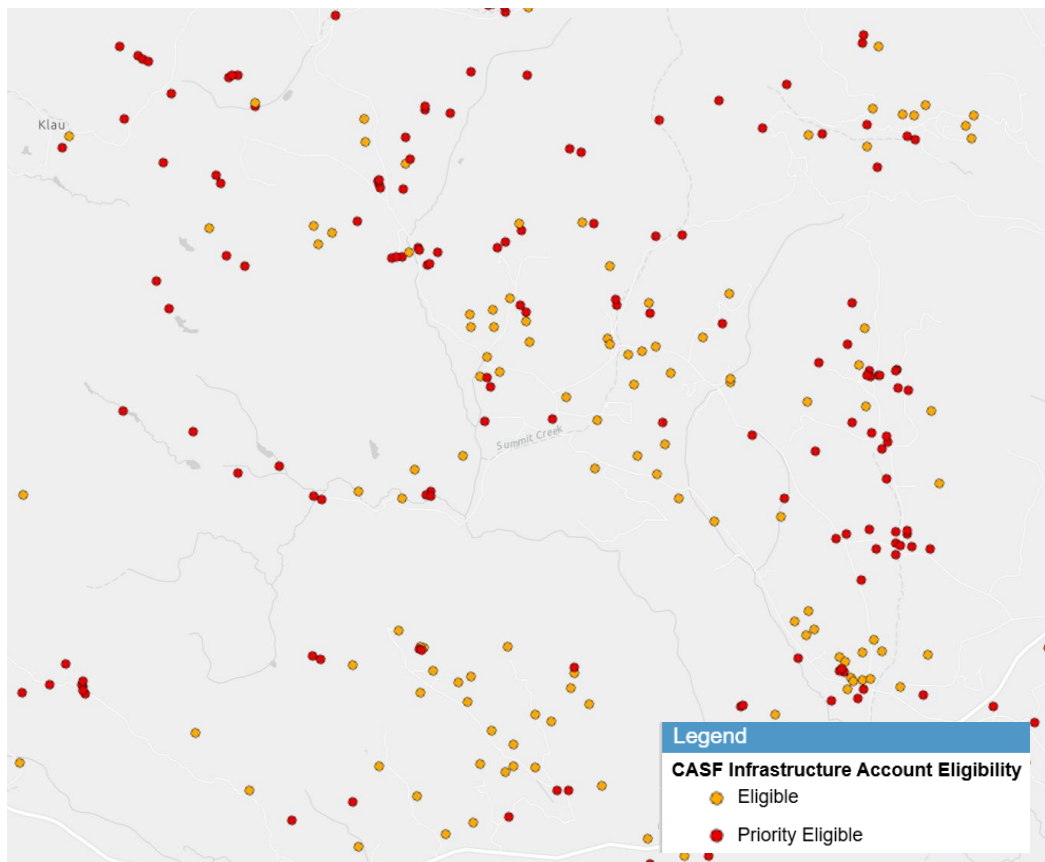 Klau
Summit Creek
Legend
CASF Infrastructure Account Eligibility
Eligible
Priority Eligible